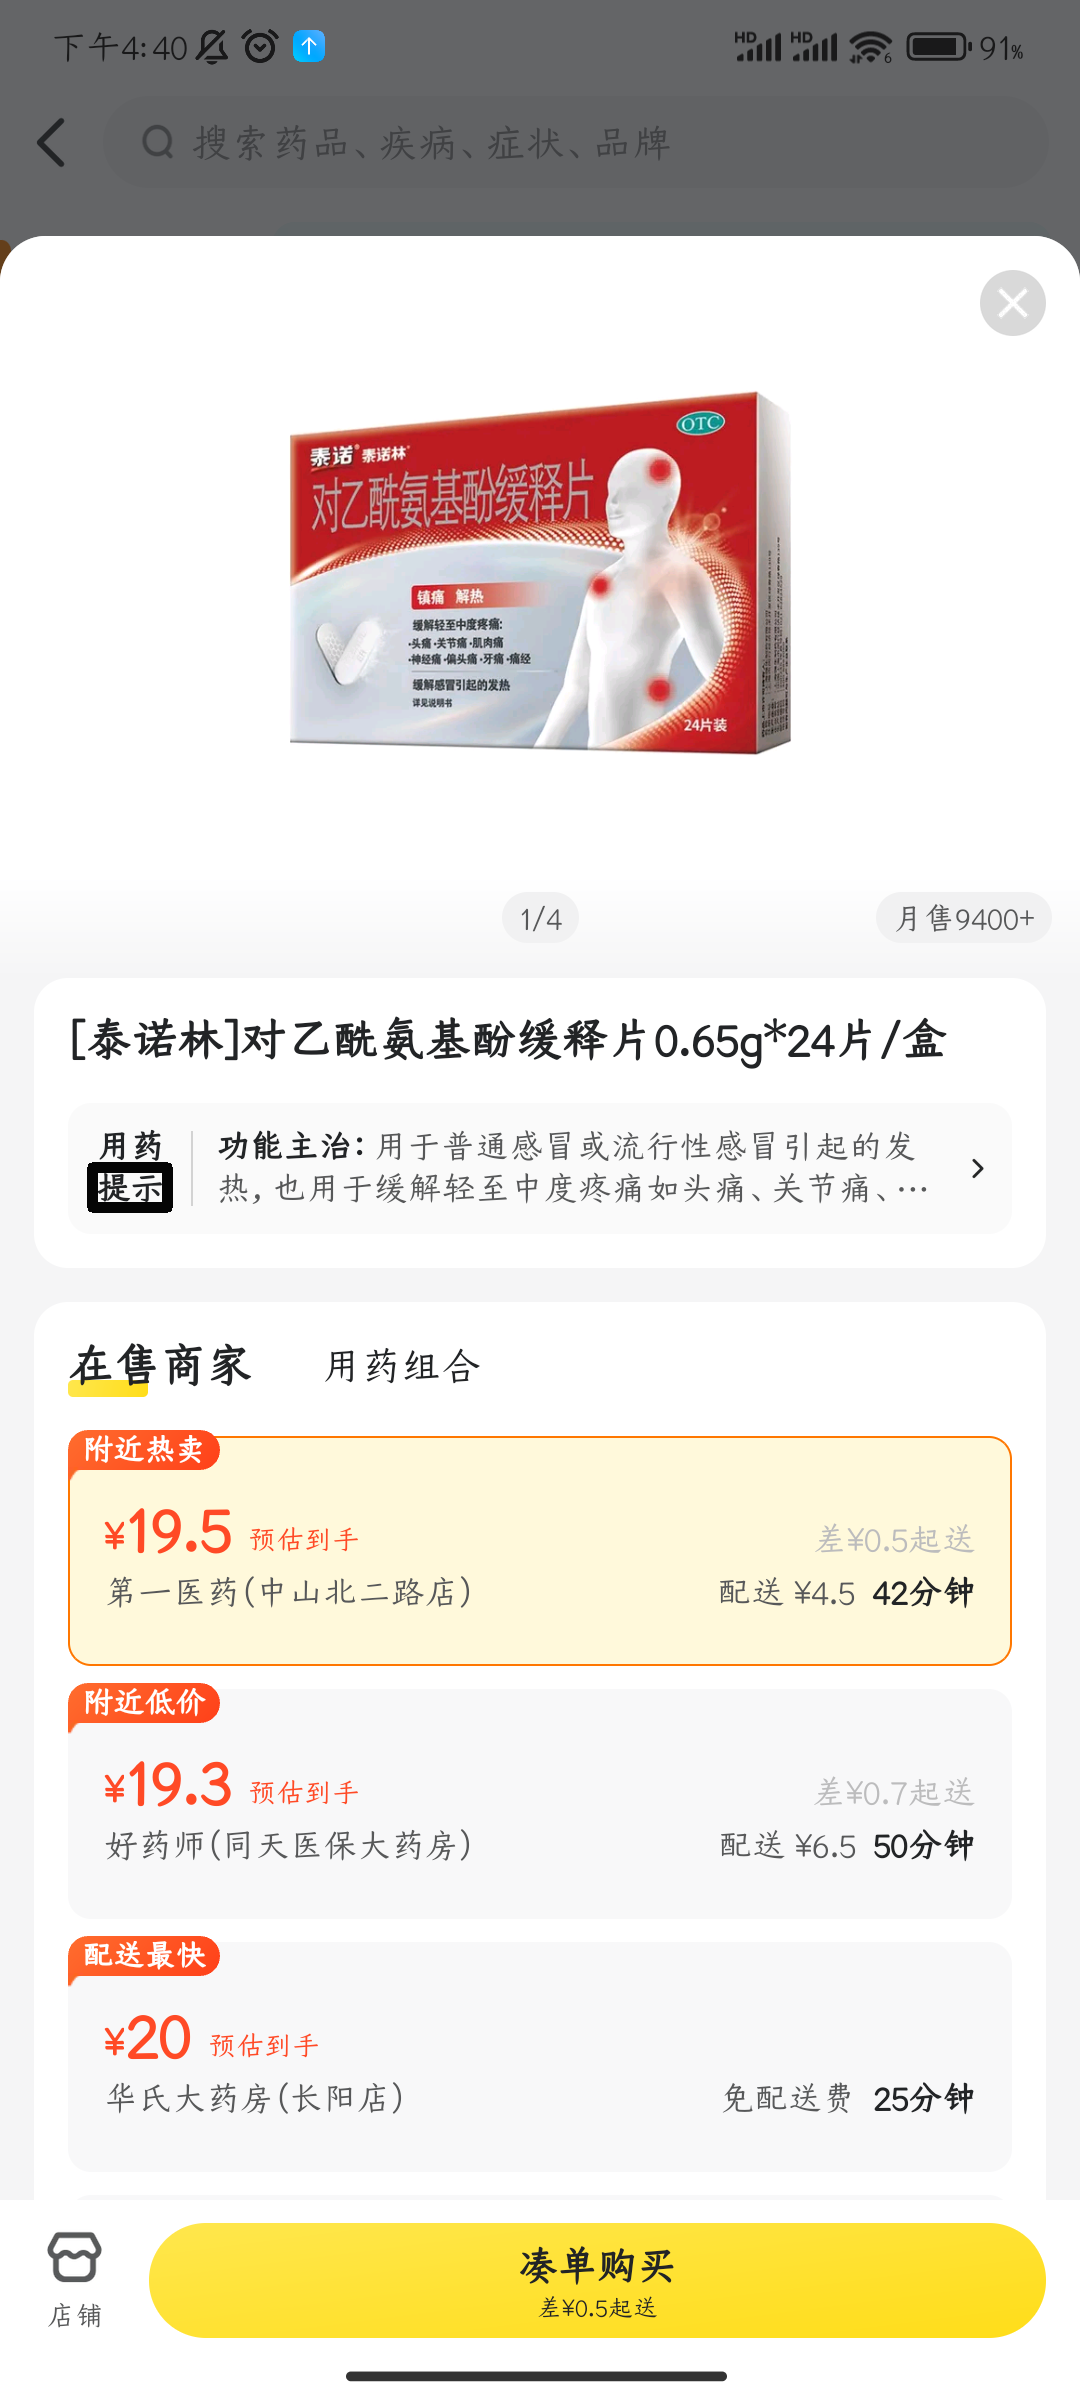 下午4:40
HD HD 6 91%
搜索药品、疾病、症状、品牌
OTC
泰诺® 泰诺林®
对乙酰氨基酚缓释片
镇痛 解热
缓解轻至中度疼痛:
·头痛·关节痛·肌肉痛
·神经痛·偏头痛·牙痛·痛经
缓解感冒引起的发热
详见说明书
24片装
1/4
月售9400+
[泰诺林]对乙酰氨基酚缓释片0.65g*24片/盒
用药
提示
功能主治：用于普通感冒或流行性感冒引起的发
热，也用于缓解轻至中度疼痛如头痛、关节痛、…
在售商家 用药组合
附近热卖
¥19.5 预估到手 差¥0.5起送
第一医药(中山北二路店) 配送 ¥4.5 42分钟
附近低价
¥19.3 预估到手 差¥0.7起送
好药师(同天医保大药房) 配送 ¥6.5 50分钟
配送最快
¥20 预估到手
华氏大药房(长阳店) 免配送费 25分钟
店铺
凑单购买
差¥0.5起送